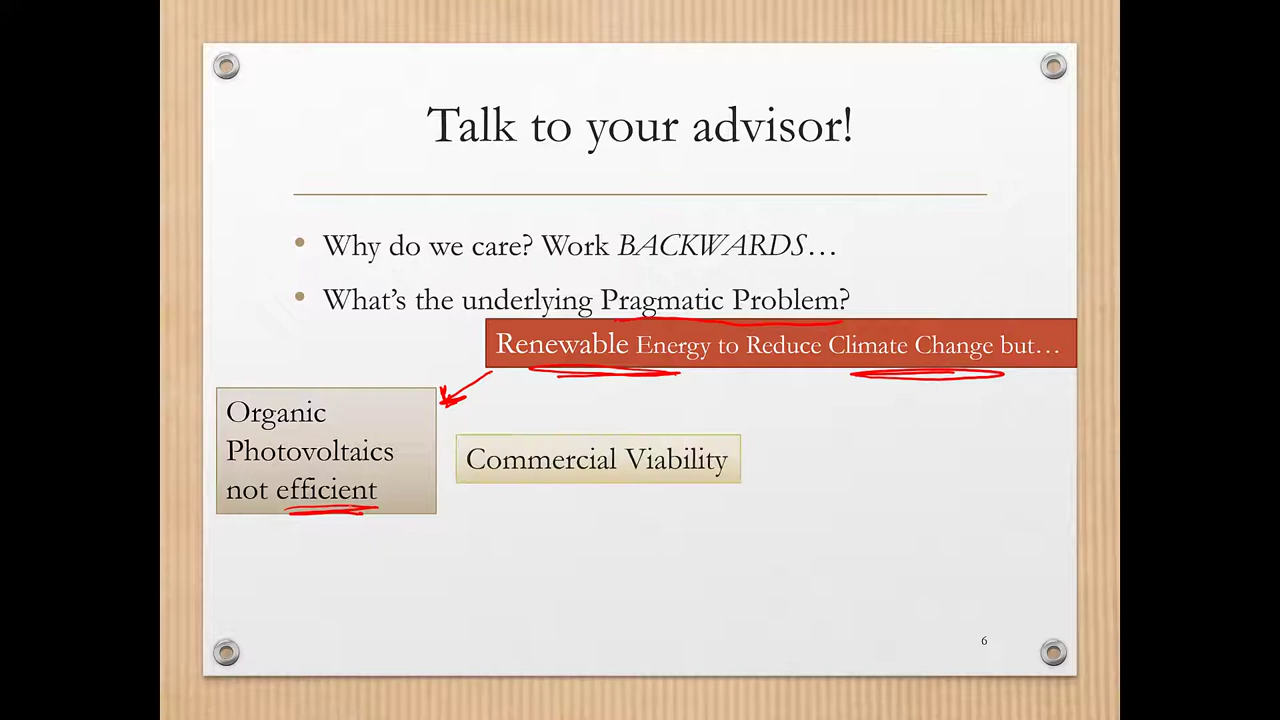 Talk to your advisor!
• Why do we care? Work BACKWARDS…
• What's the underlying Pragmatic Problem?
Renewable Energy to Reduce Climate Change but…
Organic
Photovoltaics
not efficient
Commercial Viability
6